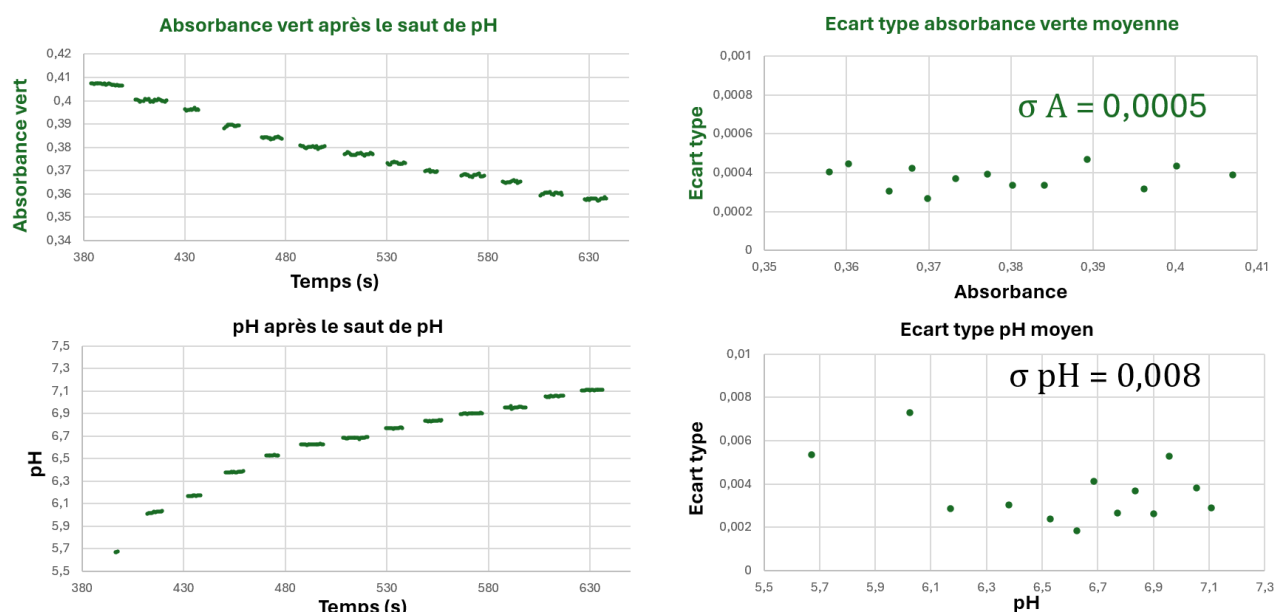 Absorbance vert après le saut de pH
0,42
0,41
0,4
0,39
0,38
0,37
0,36
0,35
0,34
Absorbance vert
380 430 480 530 580 630
Temps (s)
Ecart type absorbance verte moyenne
0,001
0,0008
0,0006
0,0004
0,0002
0
Ecart type
σ A = 0,0005
0,35 0,36 0,37 0,38 0,39 0,4 0,41
Absorbance
pH après le saut de pH
7,5
7,3
7,1
6,9
6,7
6,5
6,3
6,1
5,9
5,7
5,5
pH
380 430 480 530 580 630
Temps (s)
Ecart type pH moyen
0,01
0,008
0,006
0,004
0,002
0
Ecart type
σ pH = 0,008
5,5 5,7 5,9 6,1 6,3 6,5 6,7 6,9 7,1 7,3
pH